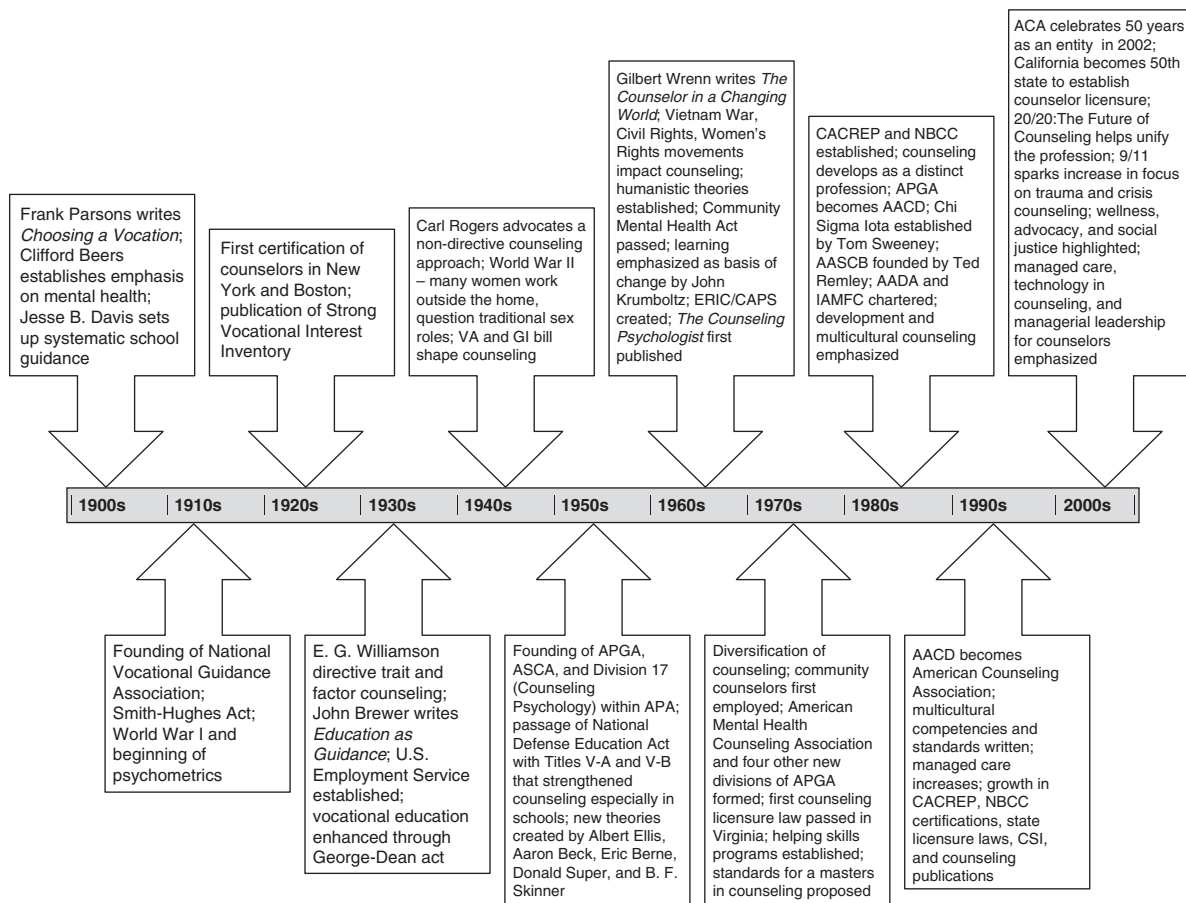 Frank Parsons writes
Choosing a Vocation;
Clifford Beers
establishes emphasis
on mental health;
Jesse B. Davis sets
up systematic school
guidance
First certification of
counselors in New
York and Boston;
publication of Strong
Vocational Interest
Inventory
Carl Rogers advocates a
non-directive counseling
approach; World War II
– many women work
outside the home,
question traditional sex
roles; VA and GI bill
shape counseling
Gilbert Wrenn writes The
Counselor in a Changing
World; Vietnam War,
Civil Rights, Women's
Rights movements
impact counseling;
humanistic theories
established; Community
Mental Health Act
passed; learning
emphasized as basis of
change by John
Krumboltz; ERIC/CAPS
created; The Counseling
Psychologist first
published
CACREP and NBCC
established; counseling
develops as a distinct
profession; APGA
becomes AACD; Chi
Sigma Iota established
by Tom Sweeney;
AASCB founded by Ted
Remley; AADA and
IAMFC chartered;
development and
multicultural counseling
emphasized
ACA celebrates 50 years
as an entity in 2002;
California becomes 50th
state to establish
counselor licensure;
20/20:The Future of
Counseling helps unify
the profession; 9/11
sparks increase in focus
on trauma and crisis
counseling; wellness,
advocacy, and social
justice highlighted;
managed care,
technology in
counseling, and
managerial leadership
for counselors
emphasized
1900s 1910s 1920s 1930s 1940s 1950s 1960s 1970s 1980s 1990s 2000s
Founding of National
Vocational Guidance
Association;
Smith-Hughes Act;
World War I and
beginning of
psychometrics
E. G. Williamson
directive trait and
factor counseling;
John Brewer writes
Education as
Guidance; U.S.
Employment Service
established;
vocational education
enhanced through
George-Dean act
Founding of APGA,
ASCA, and Division 17
(Counseling
Psychology) within APA;
passage of National
Defense Education Act
with Titles V-A and V-B
that strengthened
counseling especially in
schools; new theories
created by Albert Ellis,
Aaron Beck, Eric Berne,
Donald Super, and B. F.
Skinner
Diversification of
counseling; community
counselors first
employed; American
Mental Health
Counseling Association
and four other new
divisions of APGA
formed; first counseling
licensure law passed in
Virginia; helping skills
programs established;
standards for a masters
in counseling proposed
AACD becomes
American Counseling
Association;
multicultural
competencies and
standards written;
managed care
increases; growth in
CACREP, NBCC
certifications, state
licensure laws, CSI,
and counseling
publications